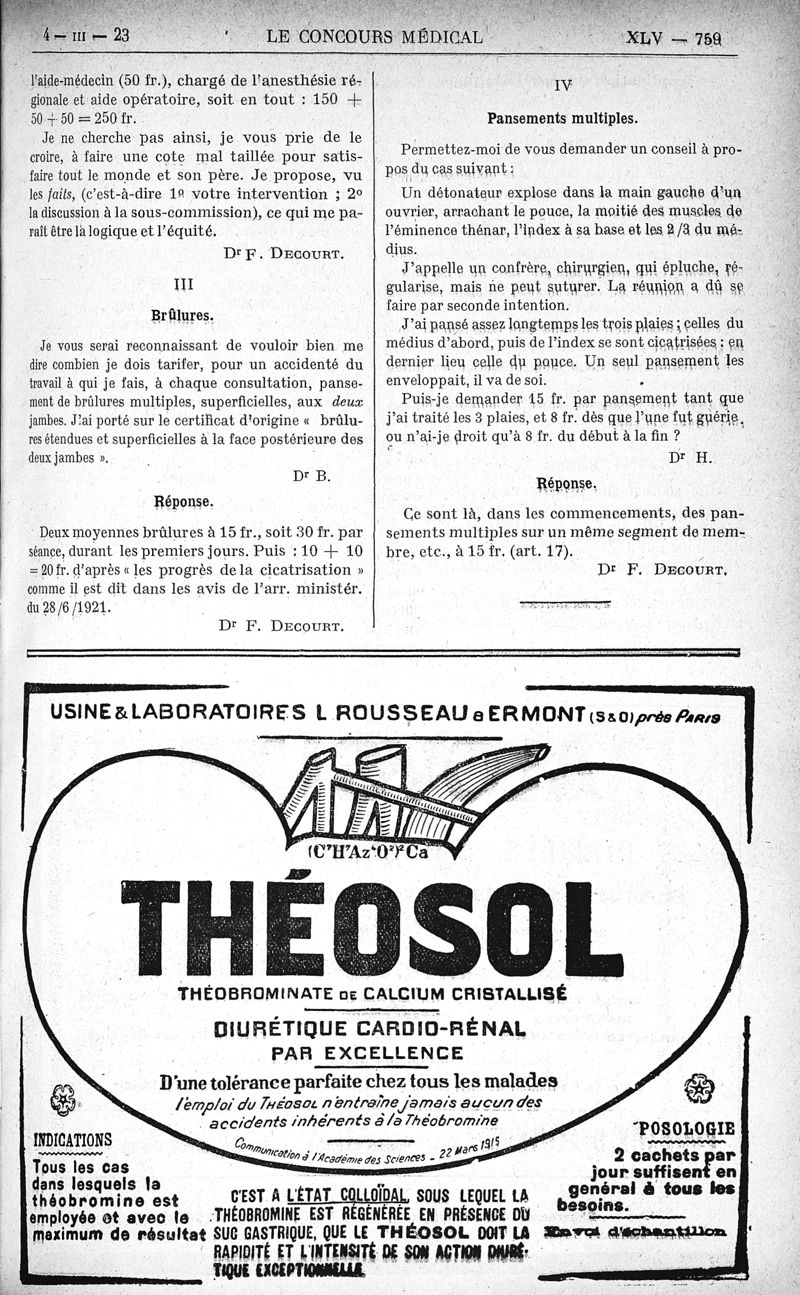 4 — III — 23
LE CONCOURS MÉDICAL
XLV — 759
l'aide-médecin (50 fr.), chargé de l'anesthésie ré-
gionale et aide opératoire, soit en tout : 150 +
50 + 50 = 250 fr.
Je ne cherche pas ainsi, je vous prie de le
croire, à faire une cote mal taillée pour satis-
faire tout le monde et son père. Je propose, vu
les faits, (c'est-à-dire 1º votre intervention ; 2º
la discussion à la sous-commission), ce qui me pa-
raît être la logique et l'équité.
Dr F. DECOURT.
III
Brûlures.
Je vous serai reconnaissant de vouloir bien me
dire combien je dois tarifer, pour un accidenté du
travail à qui je fais, à chaque consultation, panse-
ment de brûlures multiples, superficielles, aux deux
jambes. J'ai porté sur le certificat d'origine « brûlu-
res étendues et superficielles à la face postérieure des
deux jambes ».
Dr B.
Réponse.
Deux moyennes brûlures à 15 fr., soit 30 fr. par
séance, durant les premiers jours. Puis : 10 + 10
= 20 fr. d'après « les progrès de la cicatrisation »
comme il est dit dans les avis de l'arr. ministér.
du 28/6/1921.
Dr F. DECOURT.
IV
Pansements multiples.
Permettez-moi de vous demander un conseil à pro-
pos du cas suivant :
Un détonateur explose dans la main gauche d'un
ouvrier, arrachant le pouce, la moitié des muscles de
l'éminence thénar, l'index à sa base et les 2/3 du mé-
dius.
J'appelle un confrère, chirurgien, qui épluche, ré-
gularise, mais ne peut suturer. La réunion a dû se
faire par seconde intention.
J'ai pansé assez longtemps les trois plaies ; celles du
médius d'abord, puis de l'index se sont cicatrisées : en
dernier lieu celle du pouce. Un seul pansement les
enveloppait, il va de soi.
Puis-je demander 15 fr. par pansement tant que
j'ai traité les 3 plaies, et 8 fr. dès que l'une fut guérie,
ou n'ai-je droit qu'à 8 fr. du début à la fin ?
Dr H.
Réponse.
Ce sont là, dans les commencements, des pan-
sements multiples sur un même segment de mem-
bre, etc., à 15 fr. (art. 17).
Dr F. DECOURT.
USINE & LABORATOIRES L. ROUSSEAU à ERMONT (S&O) près PARIS
(C⁷H⁷Az⁴O²)²Ca
THÉOSOL
THÉOBROMINATE DE CALCIUM CRISTALLISÉ
DIURÉTIQUE CARDIO-RÉNAL
PAR EXCELLENCE
D'une tolérance parfaite chez tous les malades
l'emploi du THÉOSOL n'entraîne jamais aucun des
accidents inhérents à la Théobromine
Communication à l'Académie des Sciences - 22 Mars 1915
INDICATIONS
Tous les cas
dans lesquels la
théobromine est
employée et avec le
maximum de résultat
C'EST A L'ÉTAT COLLOÏDAL, SOUS LEQUEL LA
THÉOBROMINE EST RÉGÉNÉRÉE EN PRÉSENCE DU
SUC GASTRIQUE, QUE LE THÉOSOL DOIT LA
RAPIDITÉ ET L'INTENSITÉ DE SON ACTION DIURÉ-
TIQUE EXCEPTIONNELLE
POSOLOGIE
2 cachets par
jour suffisent en
général à tous les
besoins.
Envoi d'échantillon